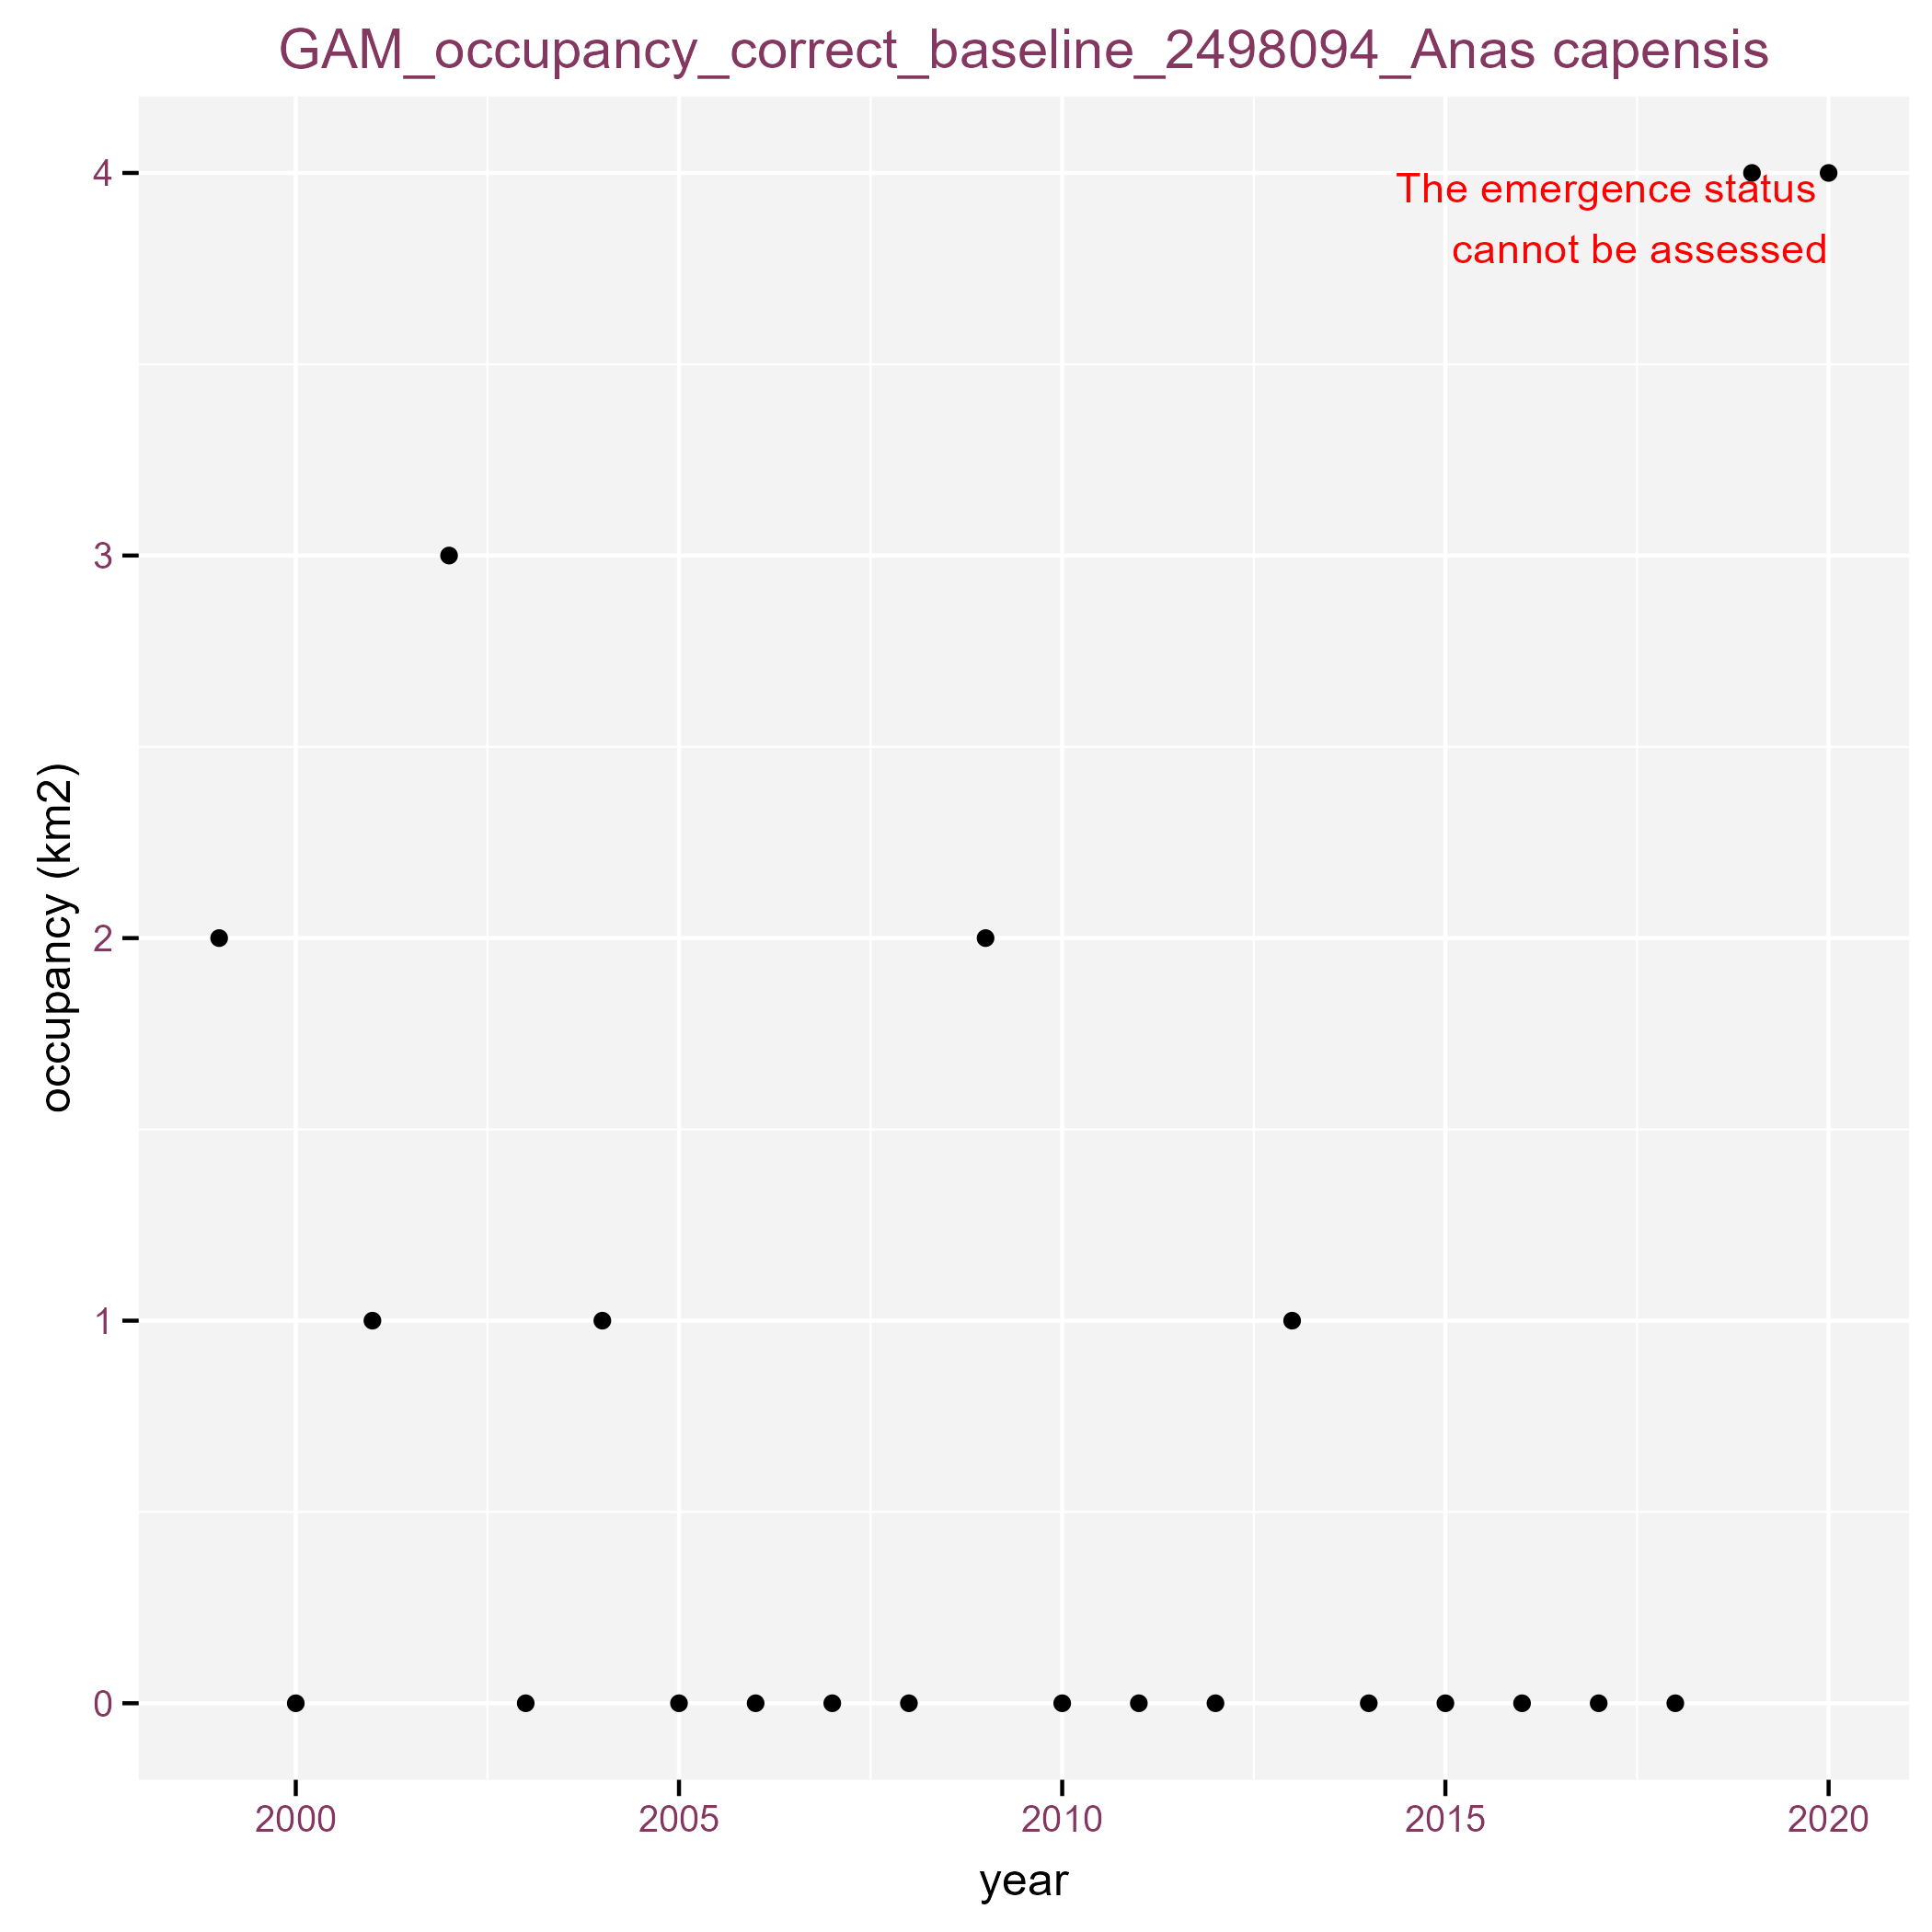 GAM_occupancy_correct_baseline_2498094_Anas capensis
4
The emergence status
cannot be assessed
3
2
1
0
occupancy (km2)
2000 2005 2010 2015 2020
year